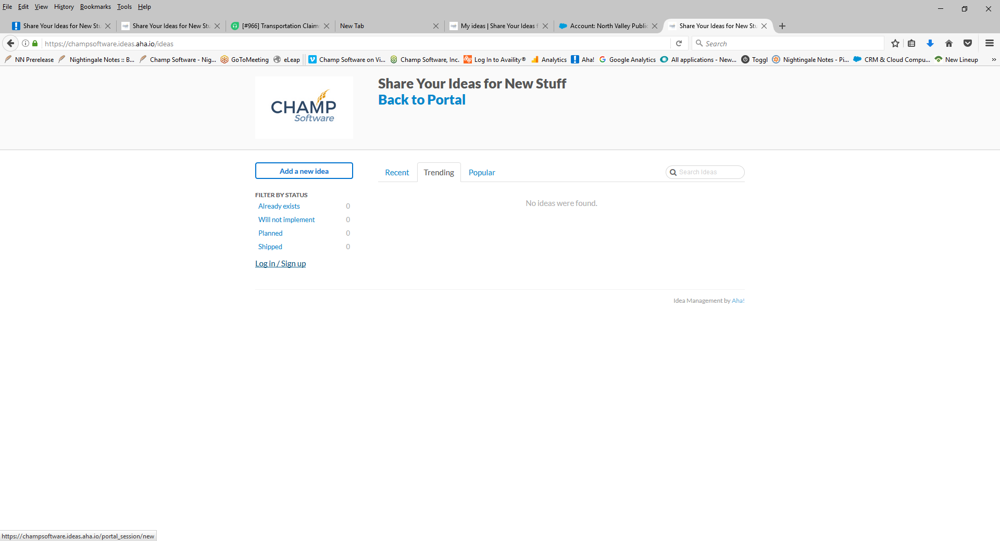 File Edit View History Bookmarks Tools Help
Share Your Ideas for New Stu
Share Your Ideas for New Stu
[#966] Transportation Claim
New Tab
My ideas | Share Your Ideas f
Account: North Valley Public
Share Your Ideas for New Stu
https://champsoftware.ideas.aha.io/ideas
Search
NN Prerelease Nightingale Notes :: B... Champ Software - Nig... GoToMeeting eLeap Champ Software on Vi... Champ Software, Inc. Log In to Availity® Analytics Aha! Google Analytics All applications - New... Toggl Nightingale Notes - Pi... CRM & Cloud Compu... New Lineup »
CHAMP
Software
Share Your Ideas for New Stuff
Back to Portal
Add a new idea
Recent Trending Popular
Search Ideas
FILTER BY STATUS
Already exists 0
Will not implement 0
Planned 0
Shipped 0
Log in / Sign up
No ideas were found.
Idea Management by Aha!
https://champsoftware.ideas.aha.io/portal_session/new